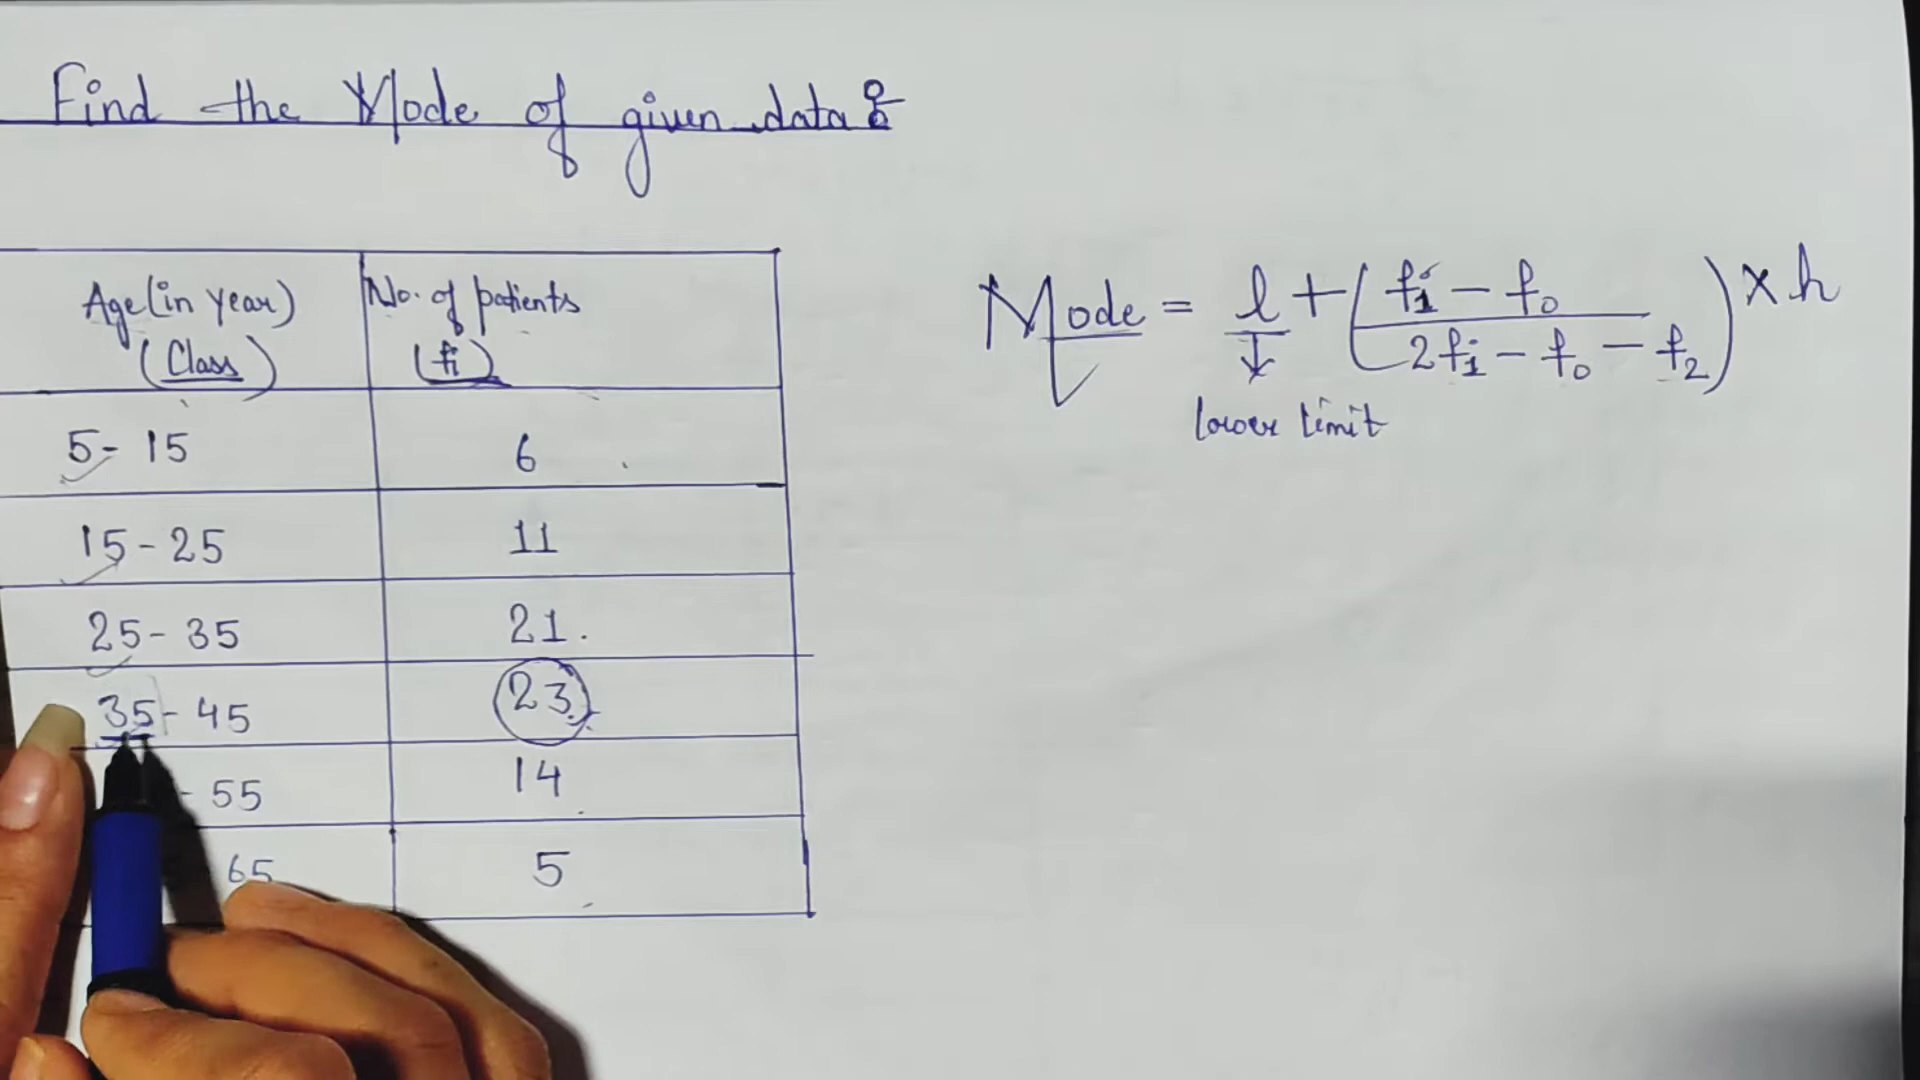 Find the Mode of given data :-
Age (in year)
(Class)
No. of patients
(fi)
5 - 15
6
15 - 25
11
25 - 35
21
35 - 45
23
- 55
14
65
5
Mode = l + (f1 - f0 / 2f1 - f0 - f2) × h
lower limit